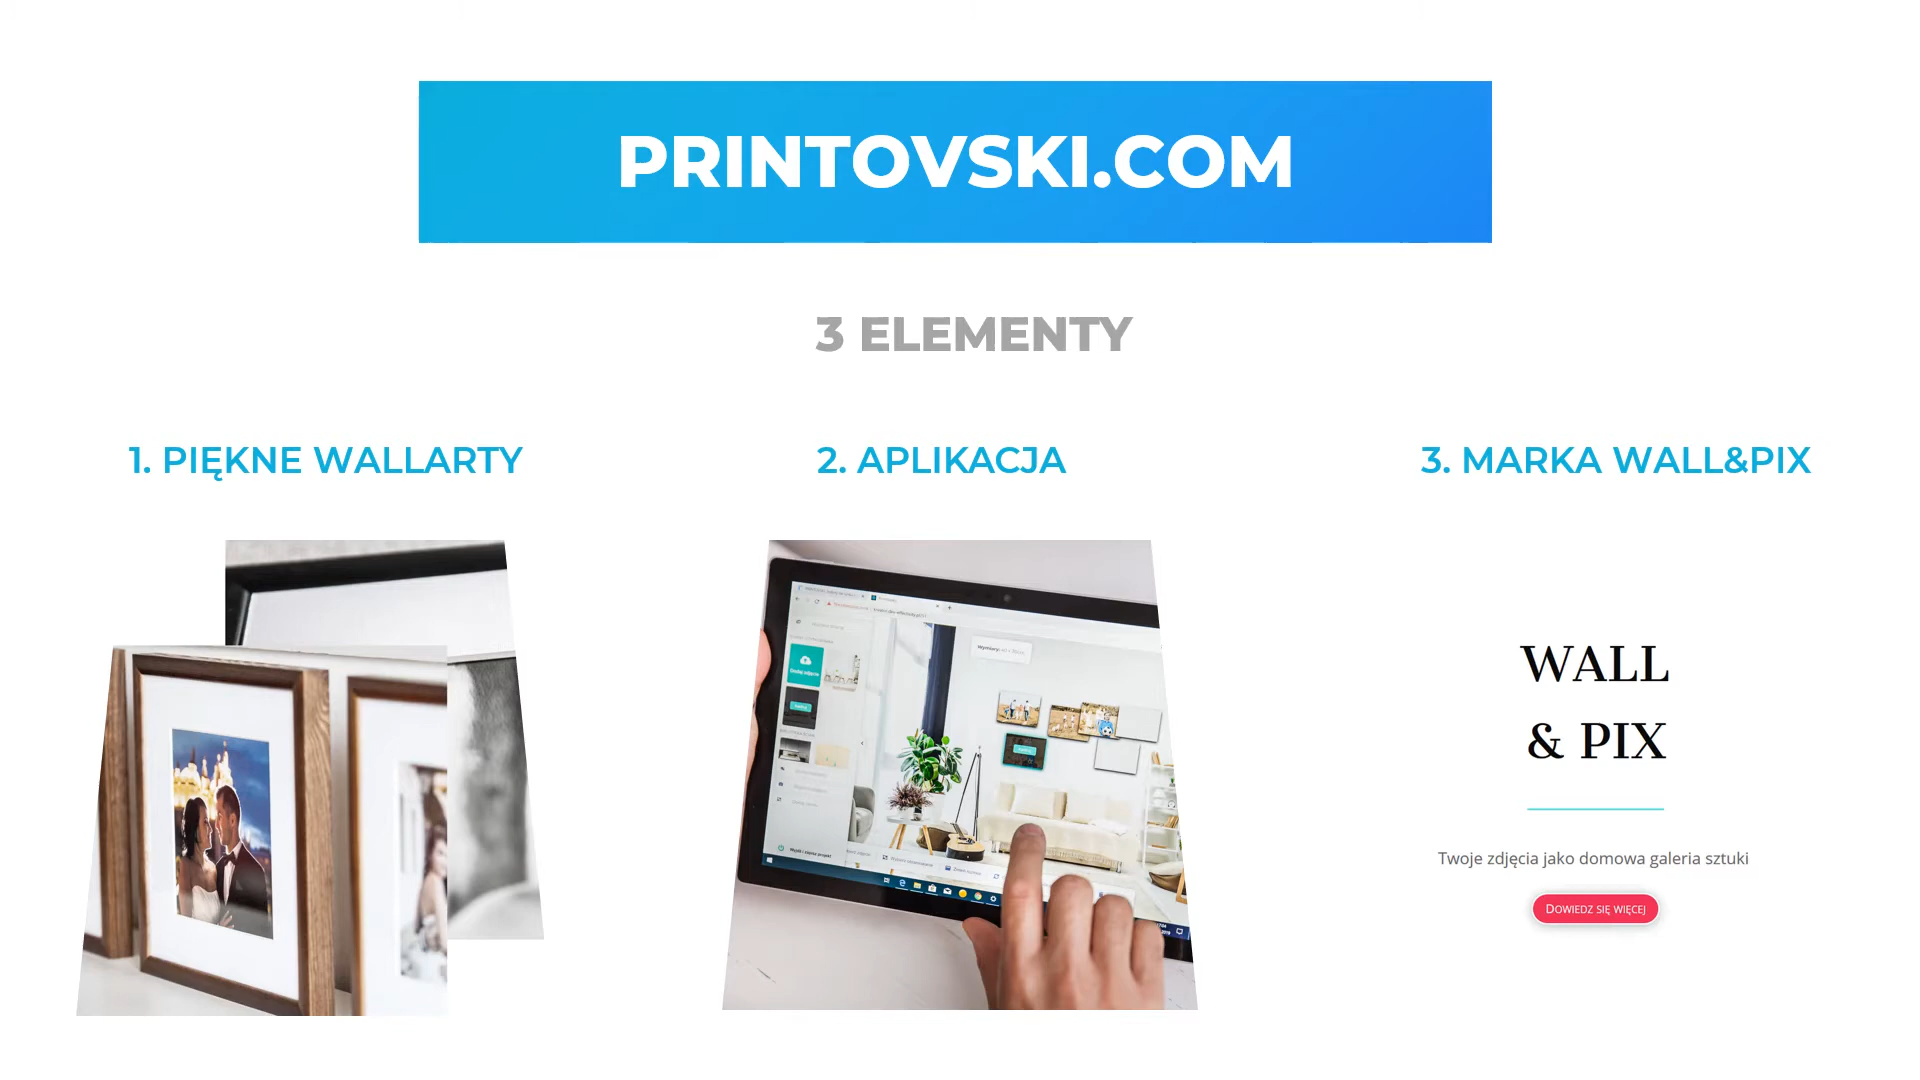 PRINTOVSKI.COM
3 ELEMENTY
1. PIĘKNE WALLARTY
2. APLIKACJA
3. MARKA WALL&PIX
WALL
& PIX
Twoje zdjęcia jako domowa galeria sztuki
DOWIEDZ SIĘ WIĘCEJ